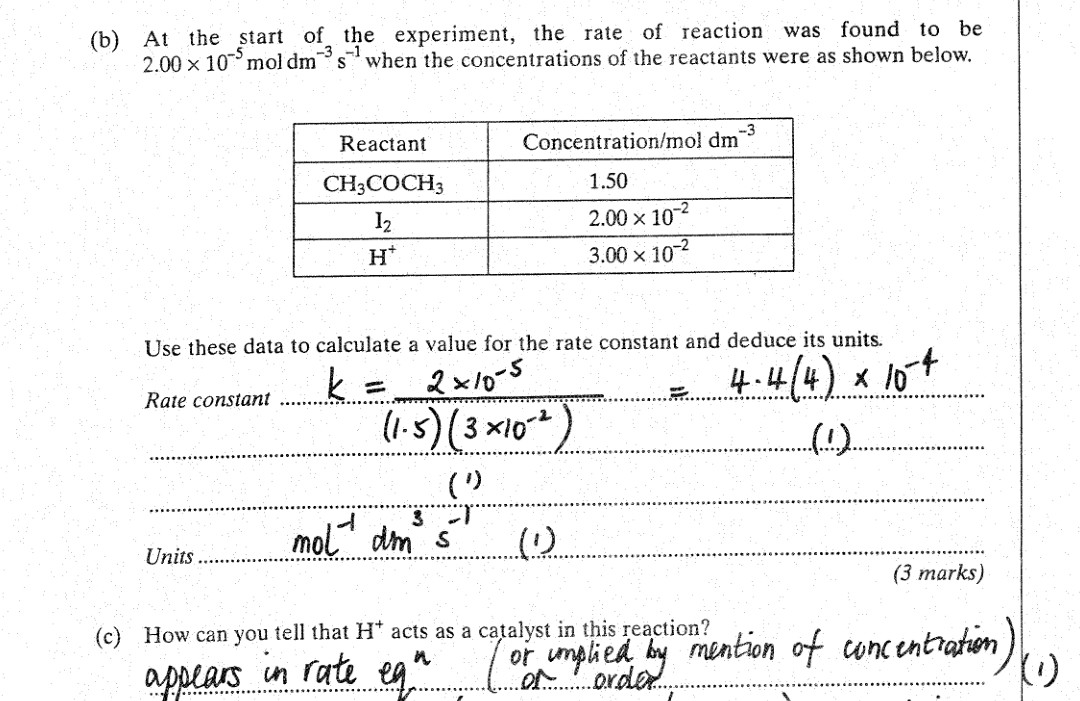 (b) At the start of the experiment, the rate of reaction was found to be
2.00 × 10⁻⁵ mol dm⁻³ s⁻¹ when the concentrations of the reactants were as shown below.
Reactant Concentration/mol dm⁻³
CH₃COCH₃ 1.50
I₂ 2.00 × 10⁻²
H⁺ 3.00 × 10⁻²
Use these data to calculate a value for the rate constant and deduce its units.
Rate constant k = 2 × 10⁻⁵ = 4.4(4) × 10⁻⁴
(1.5)(3 × 10⁻²) (1)
(1)
Units mol⁻¹ dm³ s⁻¹ (1)
(3 marks)
(c) How can you tell that H⁺ acts as a catalyst in this reaction?
appears in rate eqⁿ (or implied by mention of concentration) (1)
or order